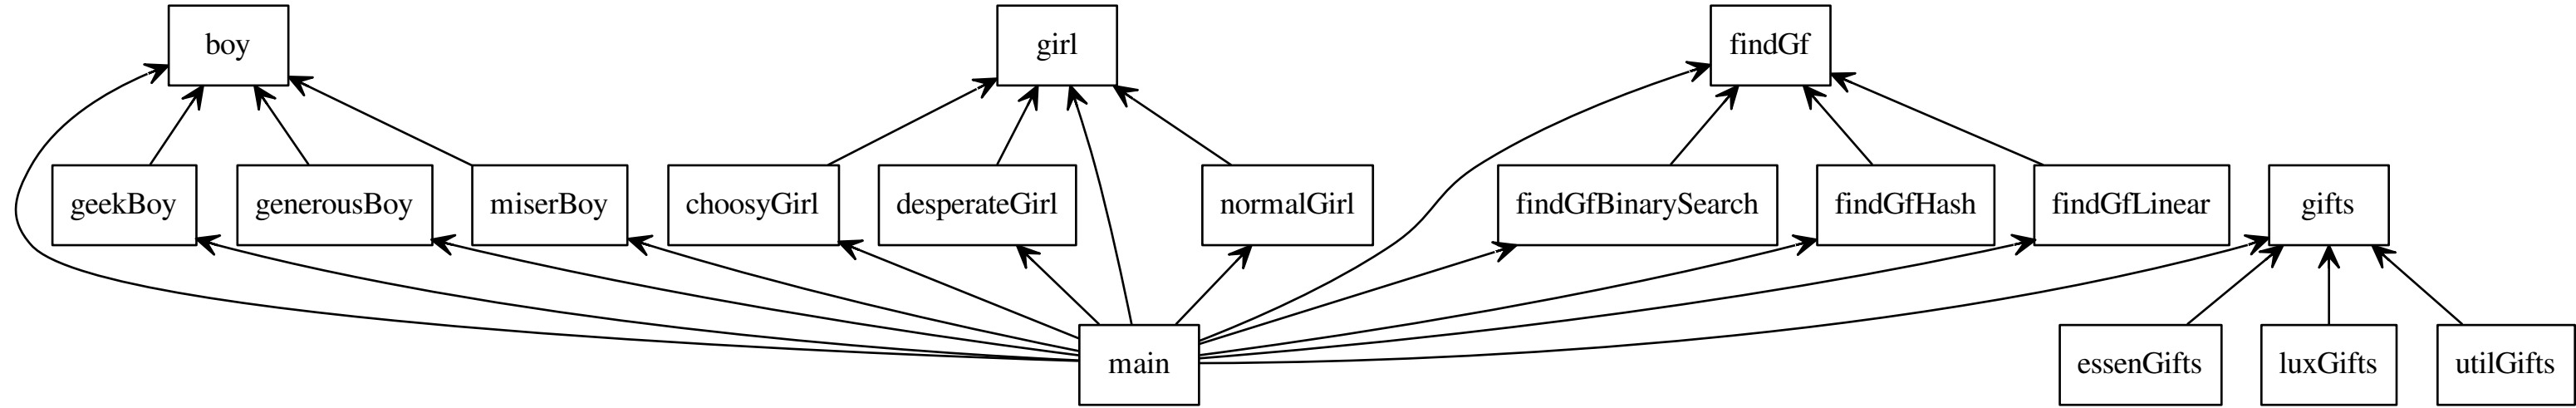 boy
girl
findGf
geekBoy
generousBoy
miserBoy
choosyGirl
desperateGirl
normalGirl
findGfBinarySearch
findGfHash
findGfLinear
gifts
main
essenGifts
luxGifts
utilGifts